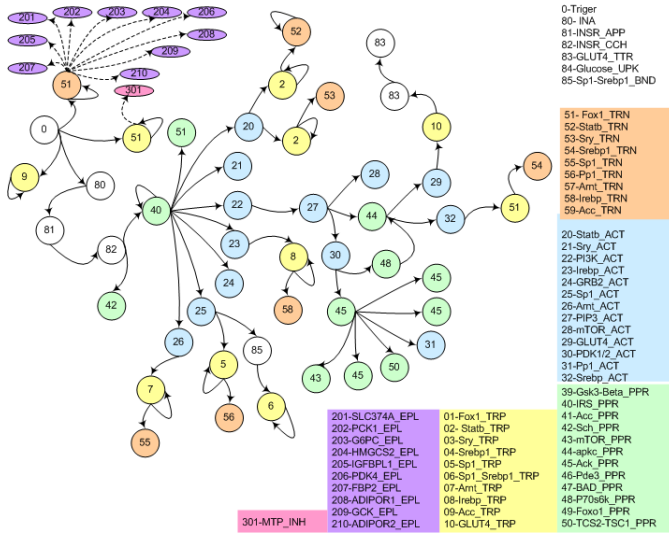 201
202
203
204
206
205
208
209
207
210
301
51
51
0
9
80
81
82
42
40
51
20
21
22
23
24
25
26
2
52
2
53
83
83
10
29
28
27
44
32
51
54
30
48
8
58
45
45
45
31
50
45
43
85
5
6
7
56
55
0-Triger
80- INA
81-INSR_APP
82-INSR_CCH
83-GLUT4_TTR
84-Glucose_UPK
85-Sp1-Srebp1_BND
51- Fox1_TRN
52-Statb_TRN
53-Sry_TRN
54-Srebp1_TRN
55-Sp1_TRN
56-Pp1_TRN
57-Arnt_TRN
58-Irebp_TRN
59-Acc_TRN
20-Statb_ACT
21-Sry_ACT
22-PI3K_ACT
23-Irebp_ACT
24-GRB2_ACT
25-Sp1_ACT
26-Arnt_ACT
27-PIP3_ACT
28-mTOR_ACT
29-GLUT4_ACT
30-PDK1/2_ACT
31-Pp1_ACT
32-Srebp_ACT
39-Gsk3-Beta_PPR
40-IRS_PPR
41-Acc_PPR
42-Sch_PPR
43-mTOR_PPR
44-apkc_PPR
45-Ack_PPR
46-Pde3_PPR
47-BAD_PPR
48-P70s6k_PPR
49-Foxo1_PPR
50-TCS2-TSC1_PPR
201-SLC374A_EPL
202-PCK1_EPL
203-G6PC_EPL
204-HMGCS2_EPL
205-IGFBPL1_EPL
206-PDK4_EPL
207-FBP2_EPL
208-ADIPOR1_EPL
209-GCK_EPL
210-ADIPOR2_EPL
01-Fox1_TRP
02- Statb_TRP
03-Sry_TRP
04-Srebp1_TRP
05-Sp1_TRP
06-Sp1_Srebp1_TRP
07-Arnt_TRP
08-Irebp_TRP
09-Acc_TRP
10-GLUT4_TRP
301-MTP_INH